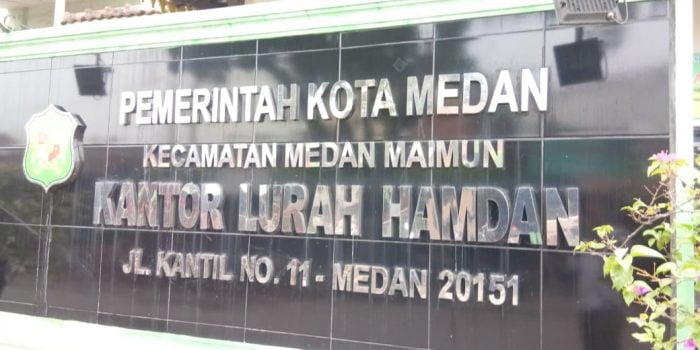 PEMERINTAH KOTA MEDAN
KECAMATAN MEDAN MAIMUN
KANTOR LURAH HAMDAN
JL. KANTIL NO. 11 - MEDAN 20151